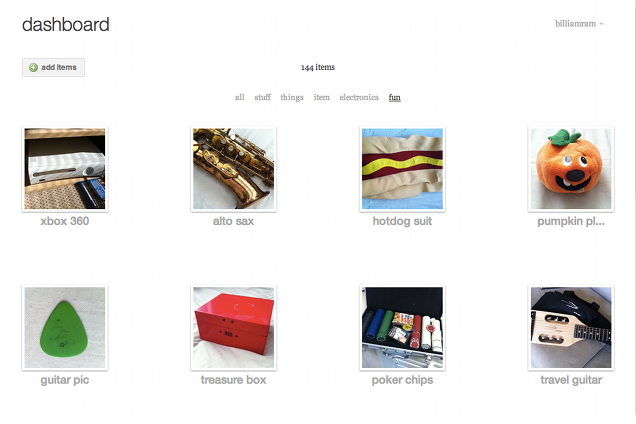 dashboard
billiamram
add items
144 items
all stuff things item electronics fun
xbox 360 alto sax hotdog suit pumpkin pl...
guitar pic treasure box poker chips travel guitar